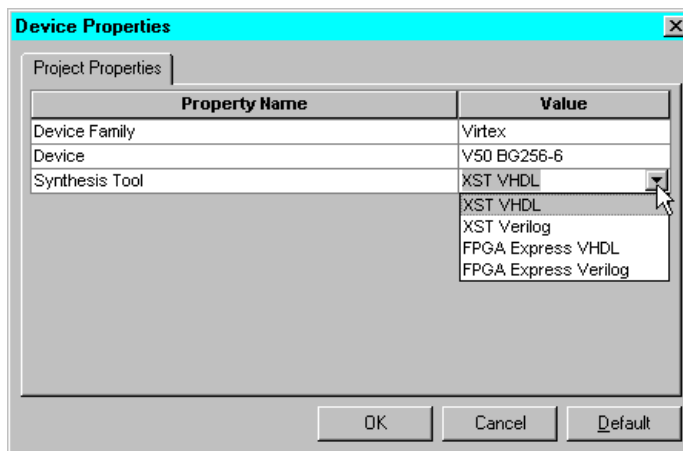 Device Properties
Project Properties
Property Name Value
Device Family Virtex
Device V50 BG256-6
Synthesis Tool XST VHDL
XST VHDL
XST Verilog
FPGA Express VHDL
FPGA Express Verilog
OK Cancel Default